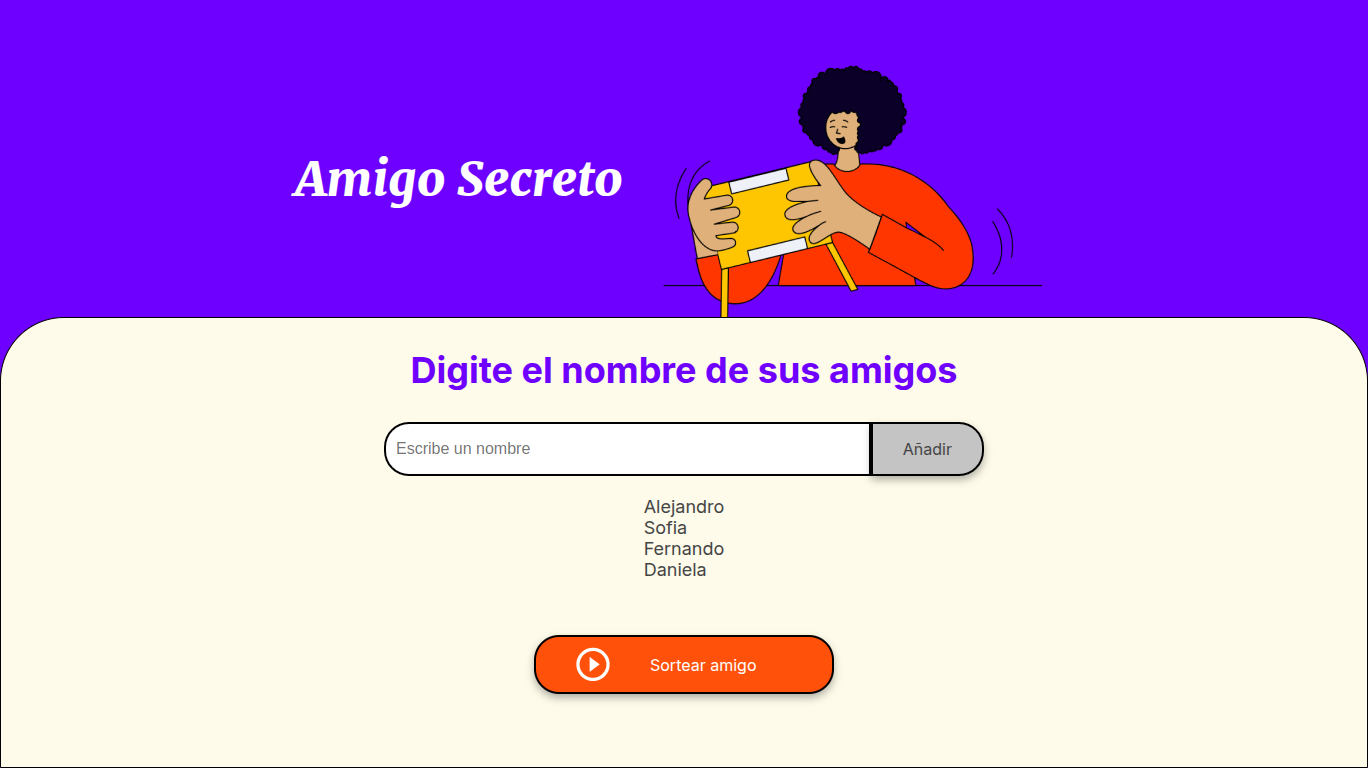 Amigo Secreto
Digite el nombre de sus amigos
Escribe un nombre
Añadir
Alejandro
Sofia
Fernando
Daniela
Sortear amigo